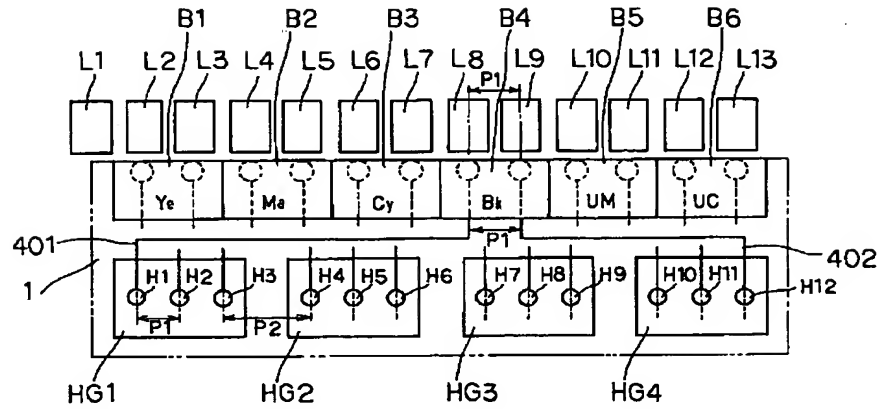 B1 B2 B3 B4 B5 B6
L1 L2 L3 L4 L5 L6 L7 L8 L9 L10 L11 L12 L13
P1
Ye Ma Cy Bk UM UC
401 P1 402
1
H1 H2 H3 H4 H5 H6 H7 H8 H9 H10 H11 H12
P1 P2
HG1 HG2 HG3 HG4